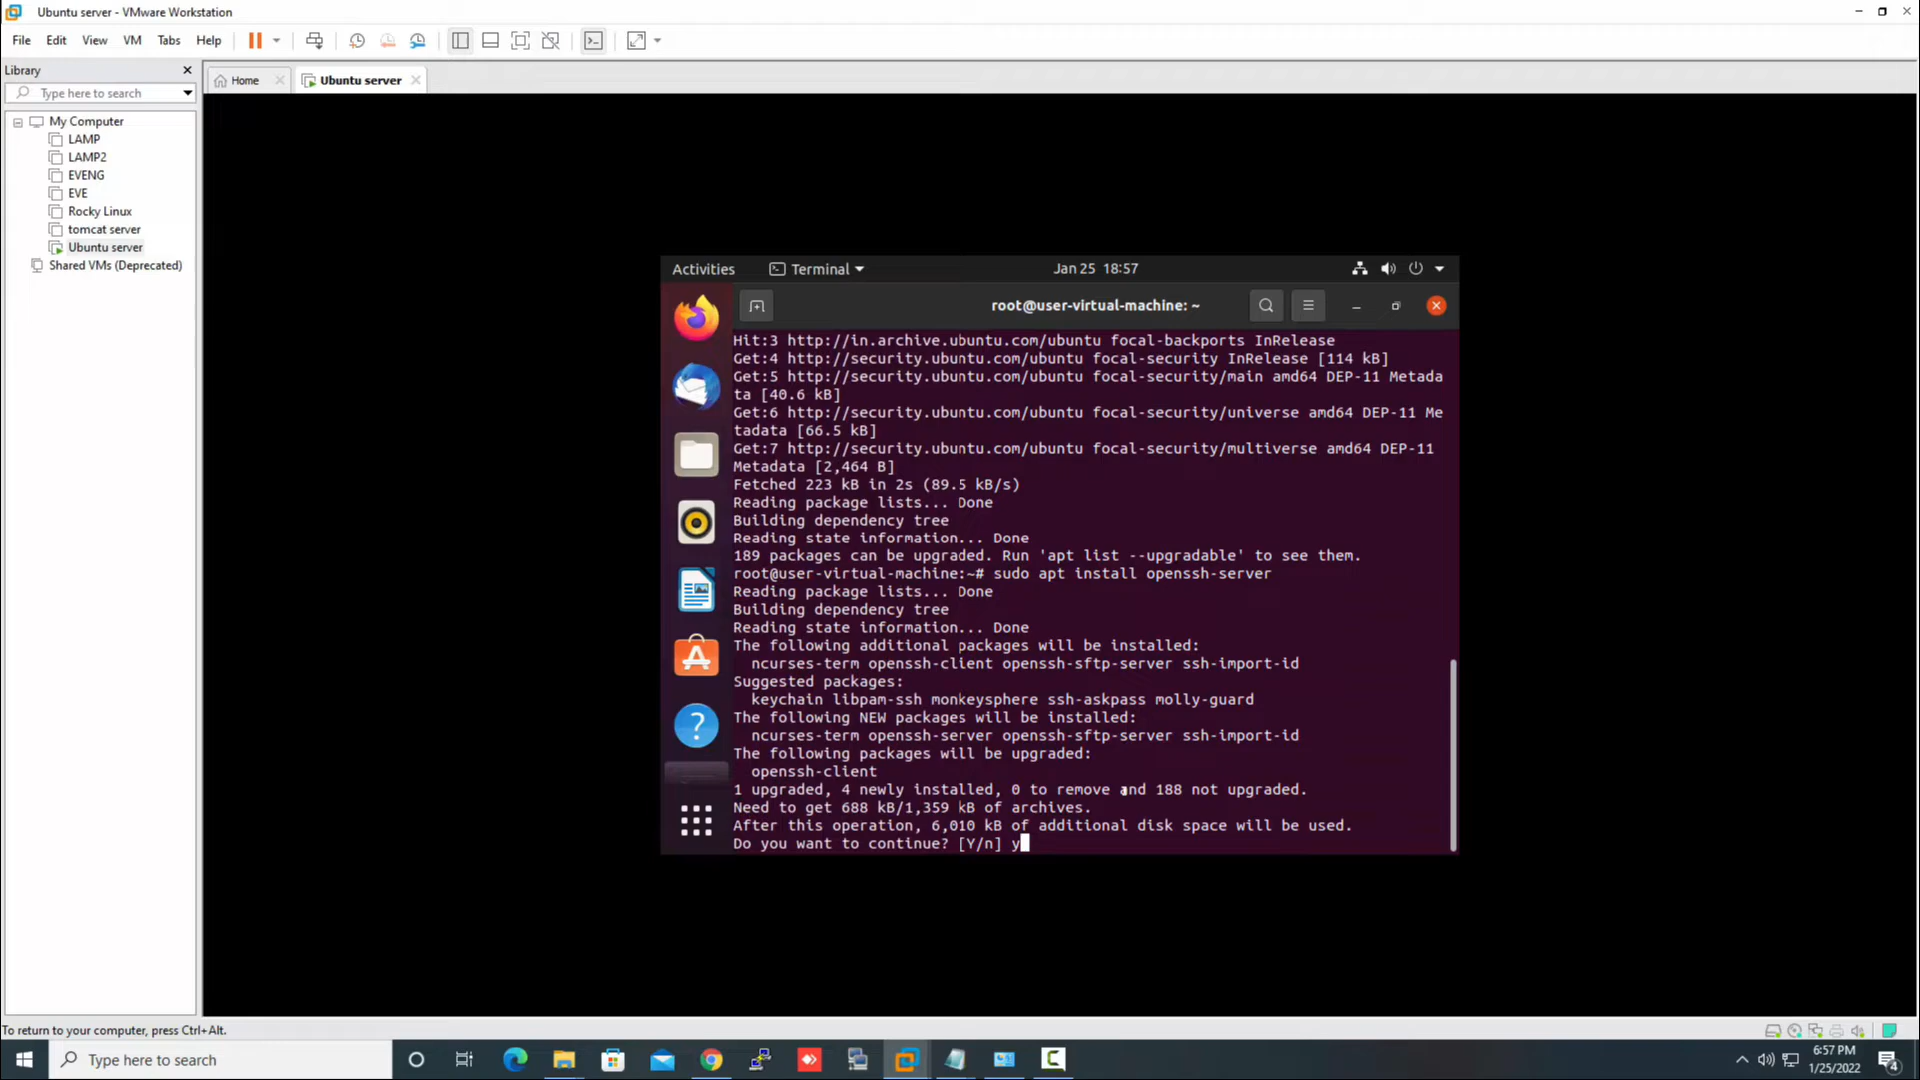 Ubuntu server - VMware Workstation
File Edit View VM Tabs Help
Library
Home
Ubuntu server
Type here to search
My Computer
LAMP
LAMP2
EVENG
EVE
Rocky Linux
tomcat server
Ubuntu server
Shared VMs (Deprecated)
Activities Terminal Jan 25 18:57
root@user-virtual-machine: ~
Hit:3 http://in.archive.ubuntu.com/ubuntu focal-backports InRelease
Get:4 http://security.ubuntu.com/ubuntu focal-security InRelease [114 kB]
Get:5 http://security.ubuntu.com/ubuntu focal-security/main amd64 DEP-11 Metada
ta [40.6 kB]
Get:6 http://security.ubuntu.com/ubuntu focal-security/universe amd64 DEP-11 Me
tadata [66.5 kB]
Get:7 http://security.ubuntu.com/ubuntu focal-security/multiverse amd64 DEP-11
Metadata [2,464 B]
Fetched 223 kB in 2s (89.5 kB/s)
Reading package lists... Done
Building dependency tree
Reading state information... Done
189 packages can be upgraded. Run 'apt list --upgradable' to see them.
root@user-virtual-machine:~# sudo apt install openssh-server
Reading package lists... Done
Building dependency tree
Reading state information... Done
The following additional packages will be installed:
ncurses-term openssh-client openssh-sftp-server ssh-import-id
Suggested packages:
keychain libpam-ssh monkeysphere ssh-askpass molly-guard
The following NEW packages will be installed:
ncurses-term openssh-server openssh-sftp-server ssh-import-id
The following packages will be upgraded:
openssh-client
1 upgraded, 4 newly installed, 0 to remove and 188 not upgraded.
Need to get 688 kB/1,359 kB of archives.
After this operation, 6,010 kB of additional disk space will be used.
Do you want to continue? [Y/n] y
To return to your computer, press Ctrl+Alt.
Type here to search
6:57 PM
1/25/2022
4